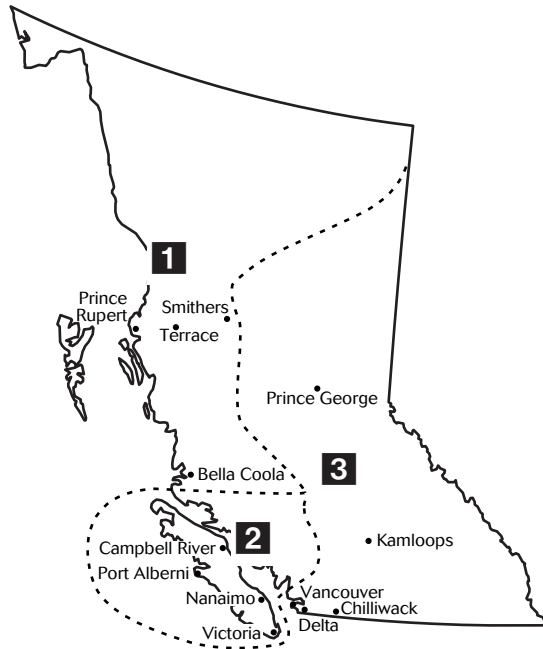 1
Prince
Rupert
Smithers
Terrace
Prince George
Bella Coola
3
2
Campbell River
Kamloops
Port Alberni
Nanaimo
Vancouver
Chilliwack
Delta
Victoria